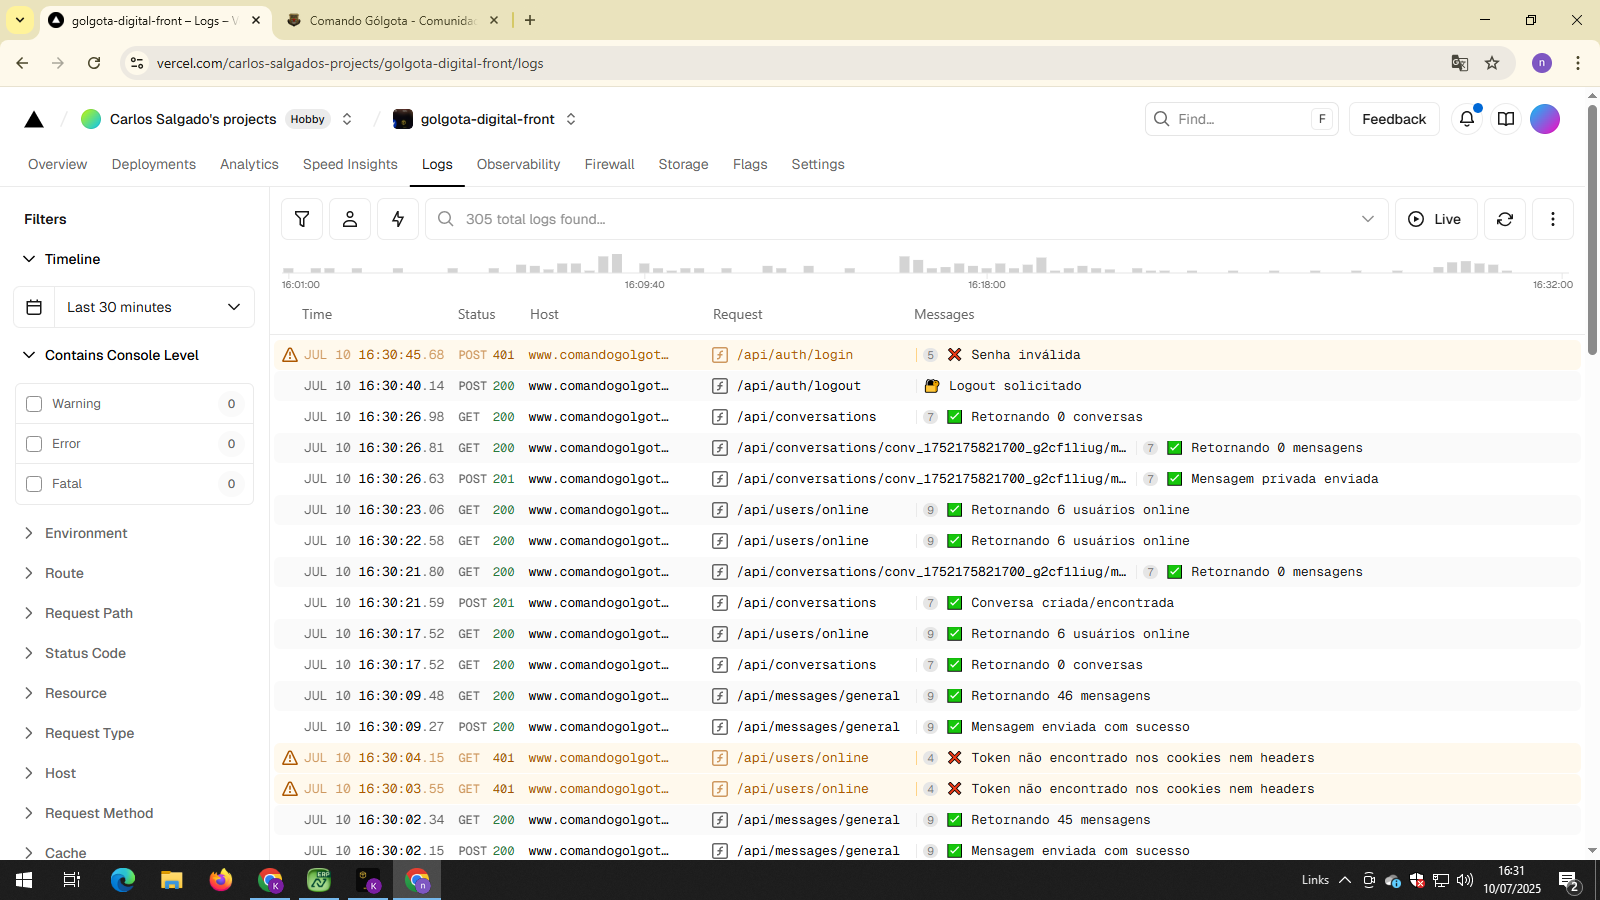 golgota-digital-front – Logs – V
Comando Gólgota - Comunidad
vercel.com/carlos-salgados-projects/golgota-digital-front/logs
n
Carlos Salgado's projects Hobby
golgota-digital-front
Find… F
Feedback
Overview Deployments Analytics Speed Insights Logs Observability Firewall Storage Flags Settings
Filters
Timeline
Last 30 minutes
Contains Console Level
Warning 0
Error 0
Fatal 0
Environment
Route
Request Path
Status Code
Resource
Request Type
Host
Request Method
Cache
305 total logs found…
Live
16:01:00 16:09:40 16:18:00 16:32:00
Time Status Host Request Messages
JUL 10 16:30:45.68 POST 401 www.comandogolgot… /api/auth/login 5 ❌ Senha inválida
JUL 10 16:30:40.14 POST 200 www.comandogolgot… /api/auth/logout 🔐 Logout solicitado
JUL 10 16:30:26.98 GET 200 www.comandogolgot… /api/conversations 7 ✅ Retornando 0 conversas
JUL 10 16:30:26.81 GET 200 www.comandogolgot… /api/conversations/conv_1752175821700_g2cf1liug/m… 7 ✅ Retornando 0 mensagens
JUL 10 16:30:26.63 POST 201 www.comandogolgot… /api/conversations/conv_1752175821700_g2cf1liug/m… 7 ✅ Mensagem privada enviada
JUL 10 16:30:23.06 GET 200 www.comandogolgot… /api/users/online 9 ✅ Retornando 6 usuários online
JUL 10 16:30:22.58 GET 200 www.comandogolgot… /api/users/online 9 ✅ Retornando 6 usuários online
JUL 10 16:30:21.80 GET 200 www.comandogolgot… /api/conversations/conv_1752175821700_g2cf1liug/m… 7 ✅ Retornando 0 mensagens
JUL 10 16:30:21.59 POST 201 www.comandogolgot… /api/conversations 7 ✅ Conversa criada/encontrada
JUL 10 16:30:17.52 GET 200 www.comandogolgot… /api/users/online 9 ✅ Retornando 6 usuários online
JUL 10 16:30:17.52 GET 200 www.comandogolgot… /api/conversations 7 ✅ Retornando 0 conversas
JUL 10 16:30:09.48 GET 200 www.comandogolgot… /api/messages/general 9 ✅ Retornando 46 mensagens
JUL 10 16:30:09.27 POST 200 www.comandogolgot… /api/messages/general 9 ✅ Mensagem enviada com sucesso
JUL 10 16:30:04.15 GET 401 www.comandogolgot… /api/users/online 4 ❌ Token não encontrado nos cookies nem headers
JUL 10 16:30:03.55 GET 401 www.comandogolgot… /api/users/online 4 ❌ Token não encontrado nos cookies nem headers
JUL 10 16:30:02.34 GET 200 www.comandogolgot… /api/messages/general 9 ✅ Retornando 45 mensagens
JUL 10 16:30:02.15 POST 200 www.comandogolgot… /api/messages/general 9 ✅ Mensagem enviada com sucesso
K
ERP
K
n
Links
16:31
10/07/2025
2